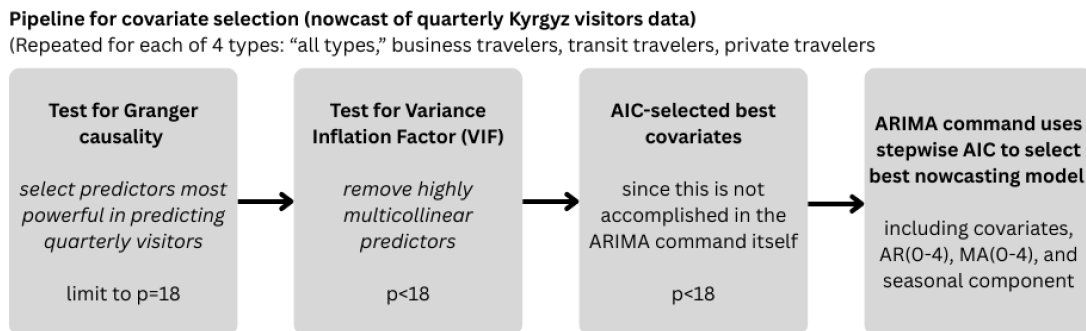 Pipeline for covariate selection (nowcast of quarterly Kyrgyz visitors data)
(Repeated for each of 4 types: “all types,” business travelers, transit travelers, private travelers
Test for Granger
causality
select predictors most
powerful in predicting
quarterly visitors
limit to p=18
Test for Variance
Inflation Factor (VIF)
remove highly
multicollinear
predictors
p<18
AIC-selected best
covariates
since this is not
accomplished in the
ARIMA command itself
p<18
ARIMA command uses
stepwise AIC to select
best nowcasting model
including covariates,
AR(0-4), MA(0-4), and
seasonal component